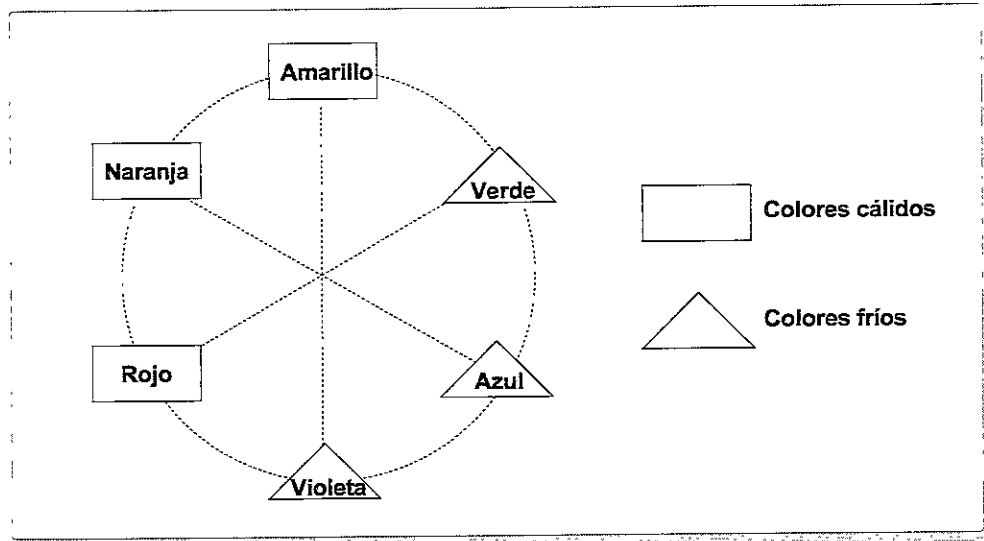 Amarillo
Naranja
Verde
Colores cálidos
Colores fríos
Rojo
Azul
Violeta